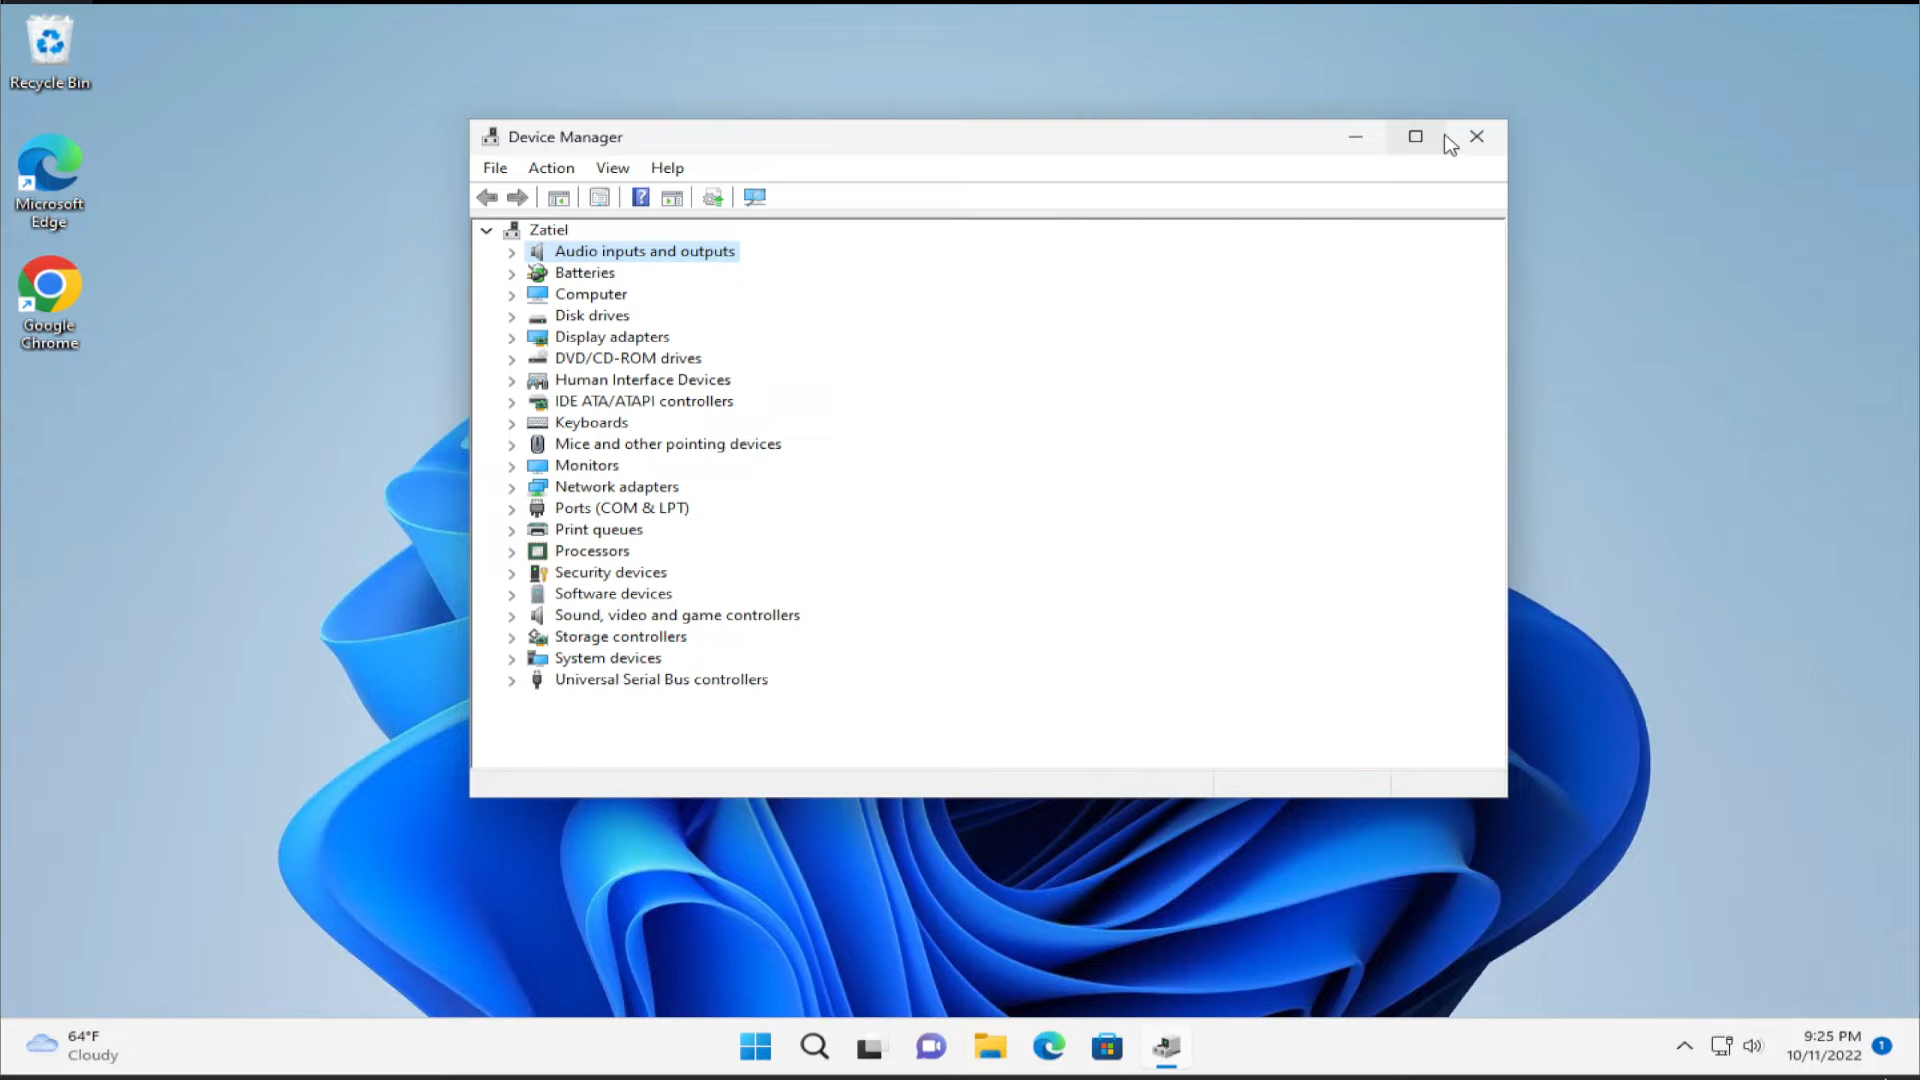 Recycle Bin
Microsoft
Edge
Google
Chrome
Device Manager
File Action View Help
Zatiel
Audio inputs and outputs
Batteries
Computer
Disk drives
Display adapters
DVD/CD-ROM drives
Human Interface Devices
IDE ATA/ATAPI controllers
Keyboards
Mice and other pointing devices
Monitors
Network adapters
Ports (COM & LPT)
Print queues
Processors
Security devices
Software devices
Sound, video and game controllers
Storage controllers
System devices
Universal Serial Bus controllers
64°F
Cloudy
9:25 PM
10/11/2022
1